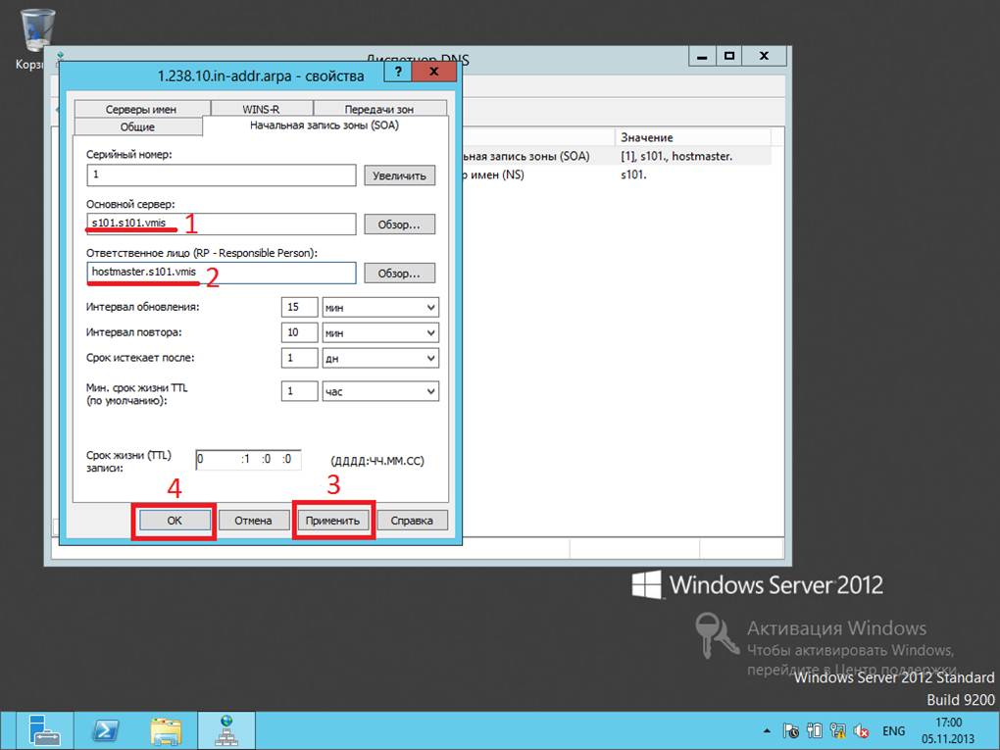 Диспетчер DNS
1.238.10.in-addr.arpa - свойства
?
Серверы имен
WINS-R
Передачи зон
Общие
Начальная запись зоны (SOA)
Серийный номер:
1
Увеличить
Основной сервер:
s101.s101.vmis
1
Обзор...
Ответственное лицо (RP - Responsible Person):
hostmaster.s101.vmis
2
Обзор...
Интервал обновления:
15
мин
Интервал повтора:
10
мин
Срок истекает после:
1
дн
Мин. срок жизни TTL
(по умолчанию):
1
час
Срок жизни (TTL)
записи:
0 :1 :0 :0
(ДДДД:ЧЧ.ММ.СС)
4
3
ОК
Отмена
Применить
Справка
Значение
ьная запись зоны (SOA)
[1], s101., hostmaster.
р имен (NS)
s101.
Windows Server 2012
Активация Windows
Чтобы активировать Windows,
перейдите в Центр поддержки.
Windows Server 2012 Standard
Build 9200
ENG
17:00
05.11.2013